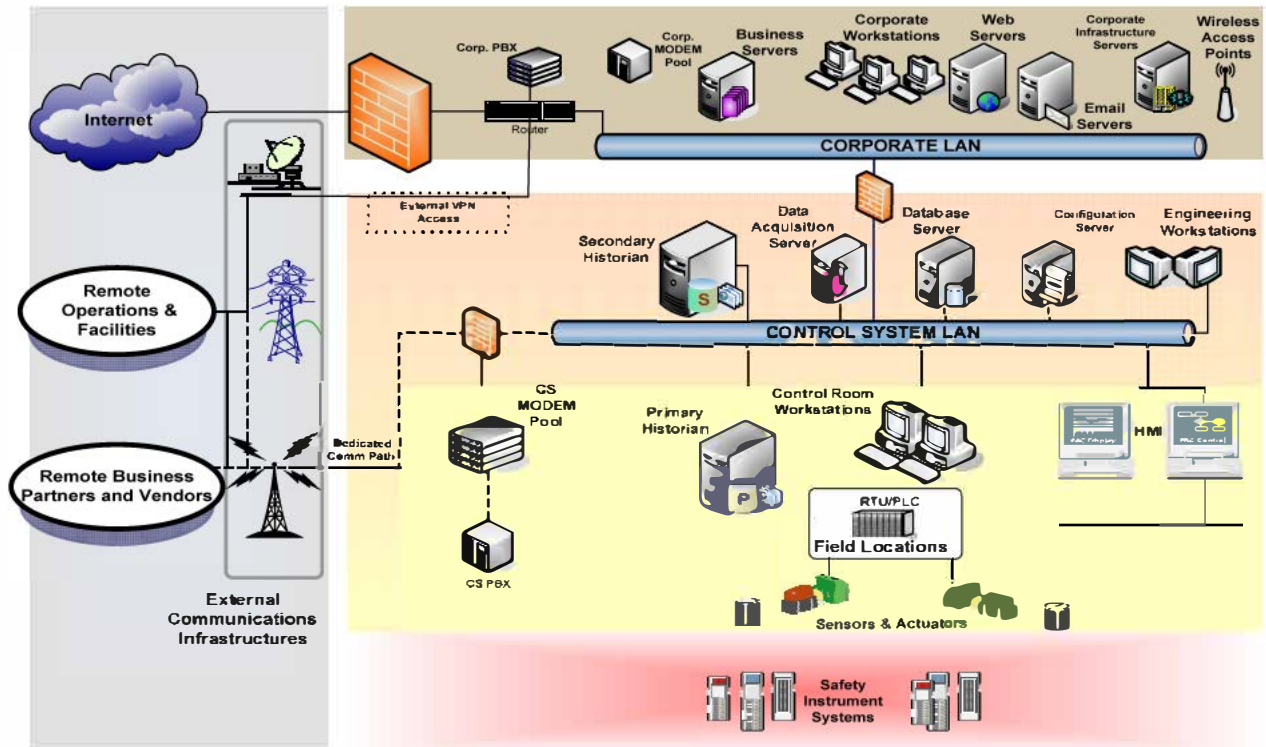 Corp. PBX
Corp.
MODEM
Pool
Business
Servers
Corporate
Workstations
Web
Servers
Corporate
Infrastructure
Servers
Wireless
Access
Points
Internet
Router
Email
Servers
CORPORATE LAN
External VPN
Access
Secondary
Historian
Data
Acquisition
Server
Database
Server
Configuration
Server
Engineering
Workstations
S
Remote
Operations &
Facilities
CONTROL SYSTEM LAN
CS
MODEM
Pool
Primary
Historian
Control Room
Workstations
HMI
Dedicated
Comm Path
Remote Business
Partners and Vendors
P
RTU/PLC
Field Locations
CS PBX
External
Communications
Infrastructures
Sensors & Actuators
Safety
Instrument
Systems